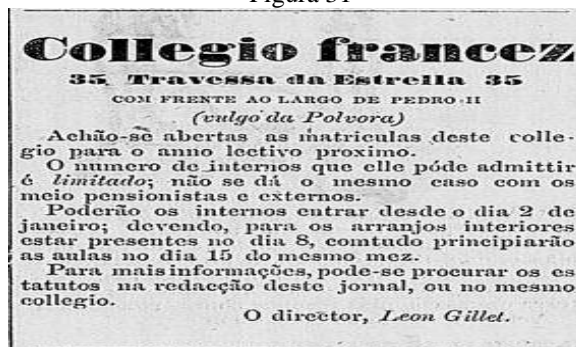 Figura 31
Collegio francez
35 Travessa da Estrella 35
COM FRENTE AO LARGO DE PEDRO II
(vulgo da Polvora)
Achão-se abertas as matriculas deste colle-
gio para o anno lectivo proximo.
O numero de internos que elle póde admittir
é limitado; não se dá o mesmo caso com os
meio pensionistas e externos.
Poderão os internos entrar desde o dia 2 de
janeiro; devendo, para os arranjos interiores
estar presentes no dia 8, comtudo principiarão
as aulas no dia 15 do mesmo mez.
Para mais informações, pode-se procurar os es
tatutos na redacção deste jornal, ou no mesmo
collegio.
O director, Leon Gillet.